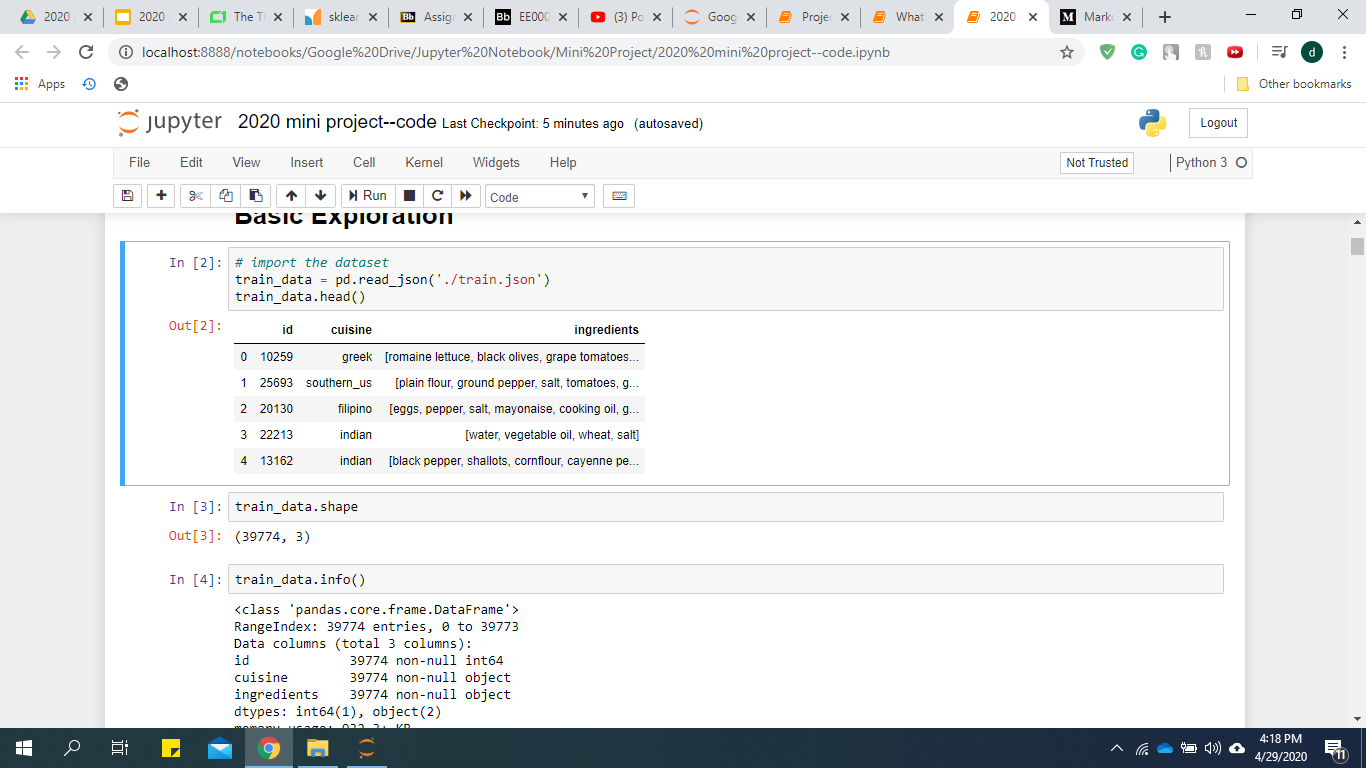 2020 2020 The T sklear Assig EE000 (3) Po Goog Proje What' 2020 Mark
localhost:8888/notebooks/Google%20Drive/Jupyter%20Notebook/Mini%20Project/2020%20mini%20project--code.ipynb
Apps Other bookmarks
jupyter 2020 mini project--code Last Checkpoint: 5 minutes ago (autosaved) Logout
File Edit View Insert Cell Kernel Widgets Help Not Trusted Python 3
Run Code
Basic Exploration
In [2]: # import the dataset
train_data = pd.read_json('./train.json')
train_data.head()
Out[2]:
id cuisine ingredients
0 10259 greek [romaine lettuce, black olives, grape tomatoes...
1 25693 southern_us [plain flour, ground pepper, salt, tomatoes, g...
2 20130 filipino [eggs, pepper, salt, mayonaise, cooking oil, g...
3 22213 indian [water, vegetable oil, wheat, salt]
4 13162 indian [black pepper, shallots, cornflour, cayenne pe...
In [3]: train_data.shape
Out[3]: (39774, 3)
In [4]: train_data.info()
<class 'pandas.core.frame.DataFrame'>
RangeIndex: 39774 entries, 0 to 39773
Data columns (total 3 columns):
id 39774 non-null int64
cuisine 39774 non-null object
ingredients 39774 non-null object
dtypes: int64(1), object(2)
4:18 PM
4/29/2020
11